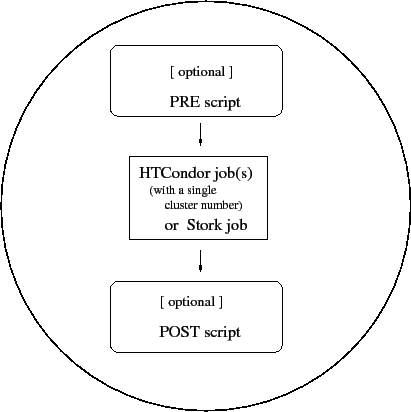 [ optional ]
PRE script
HTCondor job(s)
(with a single
cluster number)
or Stork job
[ optional ]
POST script